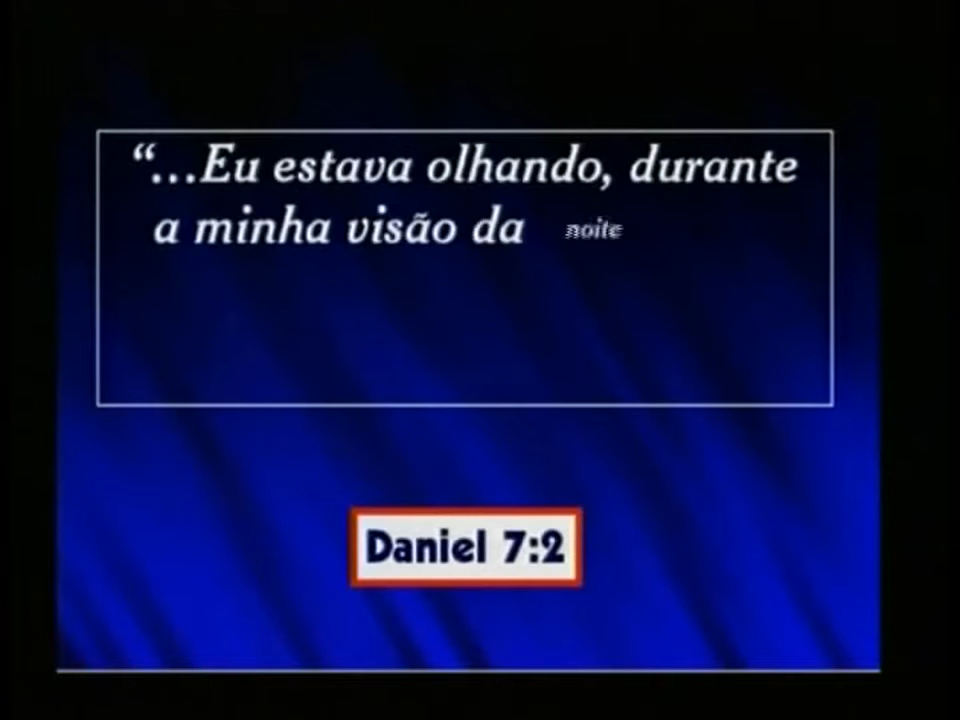 “...Eu estava olhando, durante
a minha visão da noite
Daniel 7:2